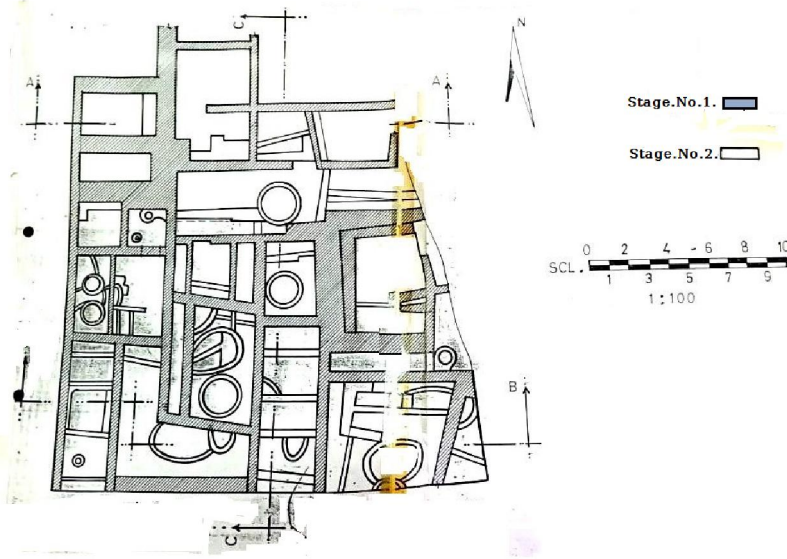 C
N
A
A
Stage.No.1.
Stage.No.2.
0 2 4 - 6 8 10
SCL.
1 3 5 7 9
1:100
B
C